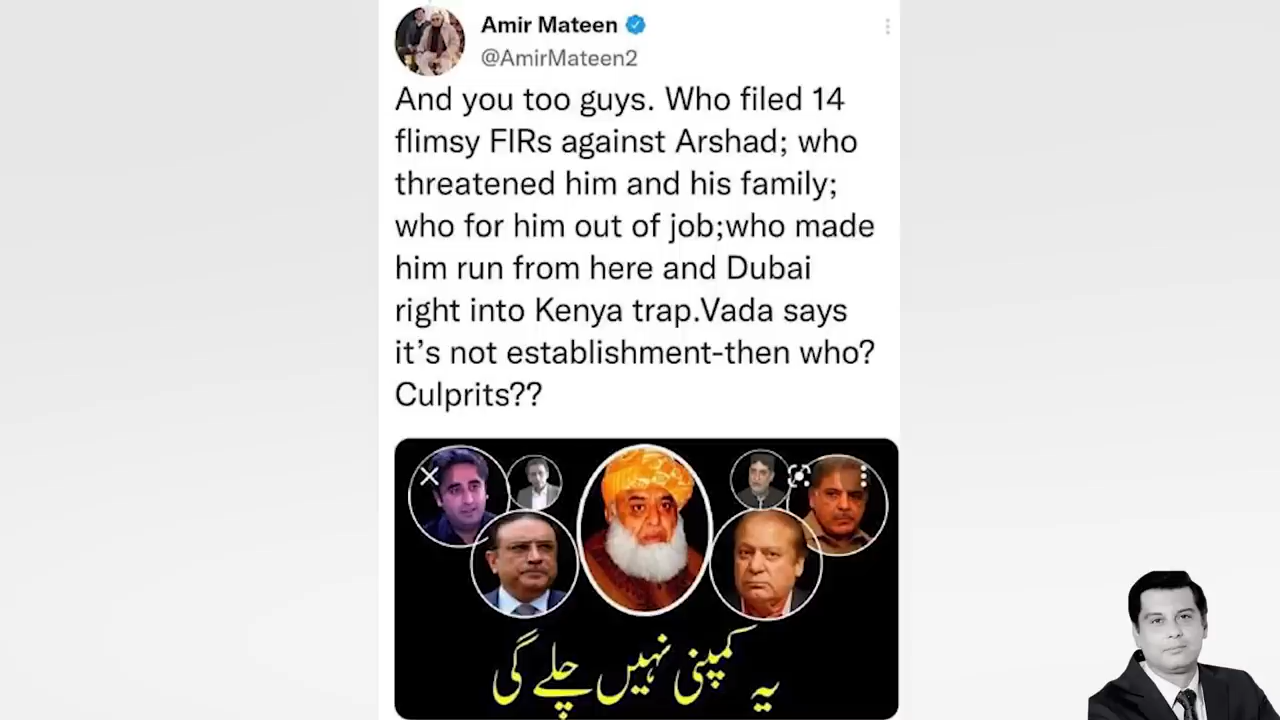 Amir Mateen
@AmirMateen2
And you too guys. Who filed 14
flimsy FIRs against Arshad; who
threatened him and his family;
who for him out of job;who made
him run from here and Dubai
right into Kenya trap.Vada says
it’s not establishment-then who?
Culprits??
یہ کمپنی نہیں چلے گی